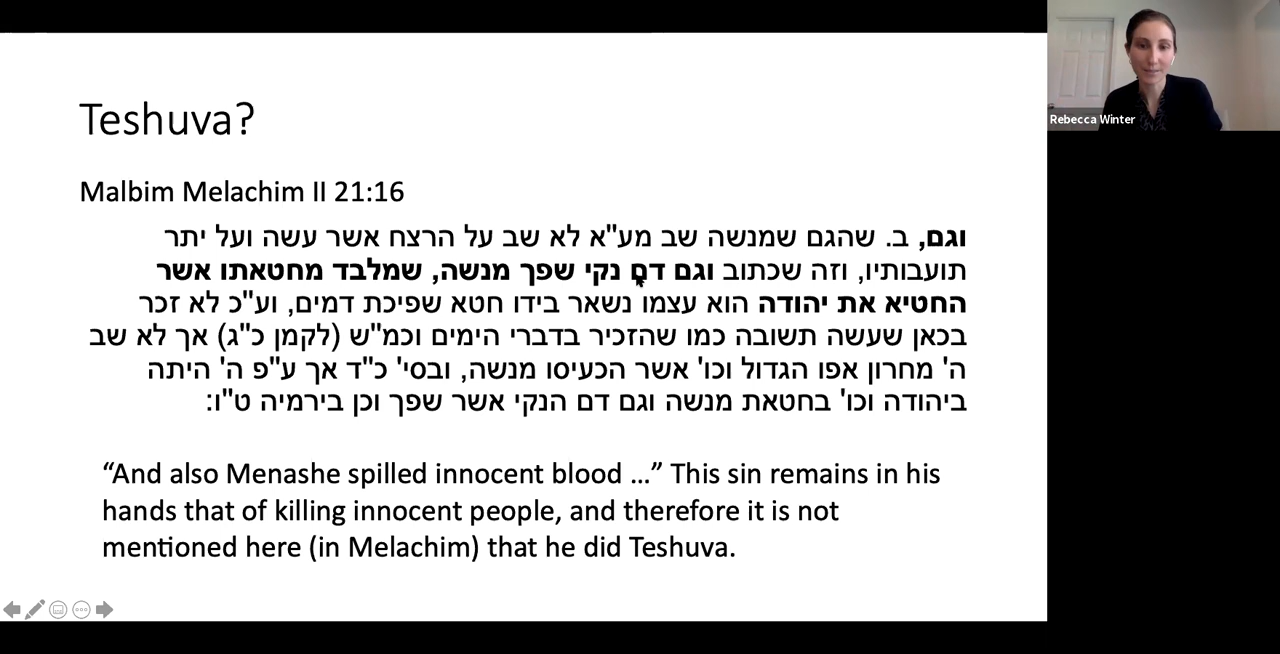 Teshuva?
Malbim Melachim II 21:16
וגם, ב. שהגם שמנשה שב מע"א לא שב על הרצח אשר עשה ועל יתר
תועבותיו, וזה שכתוב וגם דם נקי שפך מנשה, שמלבד מחטאתו אשר
החטיא את יהודה הוא עצמו נשאר בידו חטא שפיכת דמים, וע"כ לא זכר
בכאן שעשה תשובה כמו שהזכיר בדברי הימים וכמ"ש (לקמן כ"ג) אך לא שב
ה' מחרון אפו הגדול וכו' אשר הכעיסו מנשה, ובסי' כ"ד אך ע"פ ה' היתה
ביהודה וכו' בחטאת מנשה וגם דם הנקי אשר שפך וכן בירמיה ט"ו:
“And also Menashe spilled innocent blood …” This sin remains in his
hands that of killing innocent people, and therefore it is not
mentioned here (in Melachim) that he did Teshuva.
Rebecca Winter